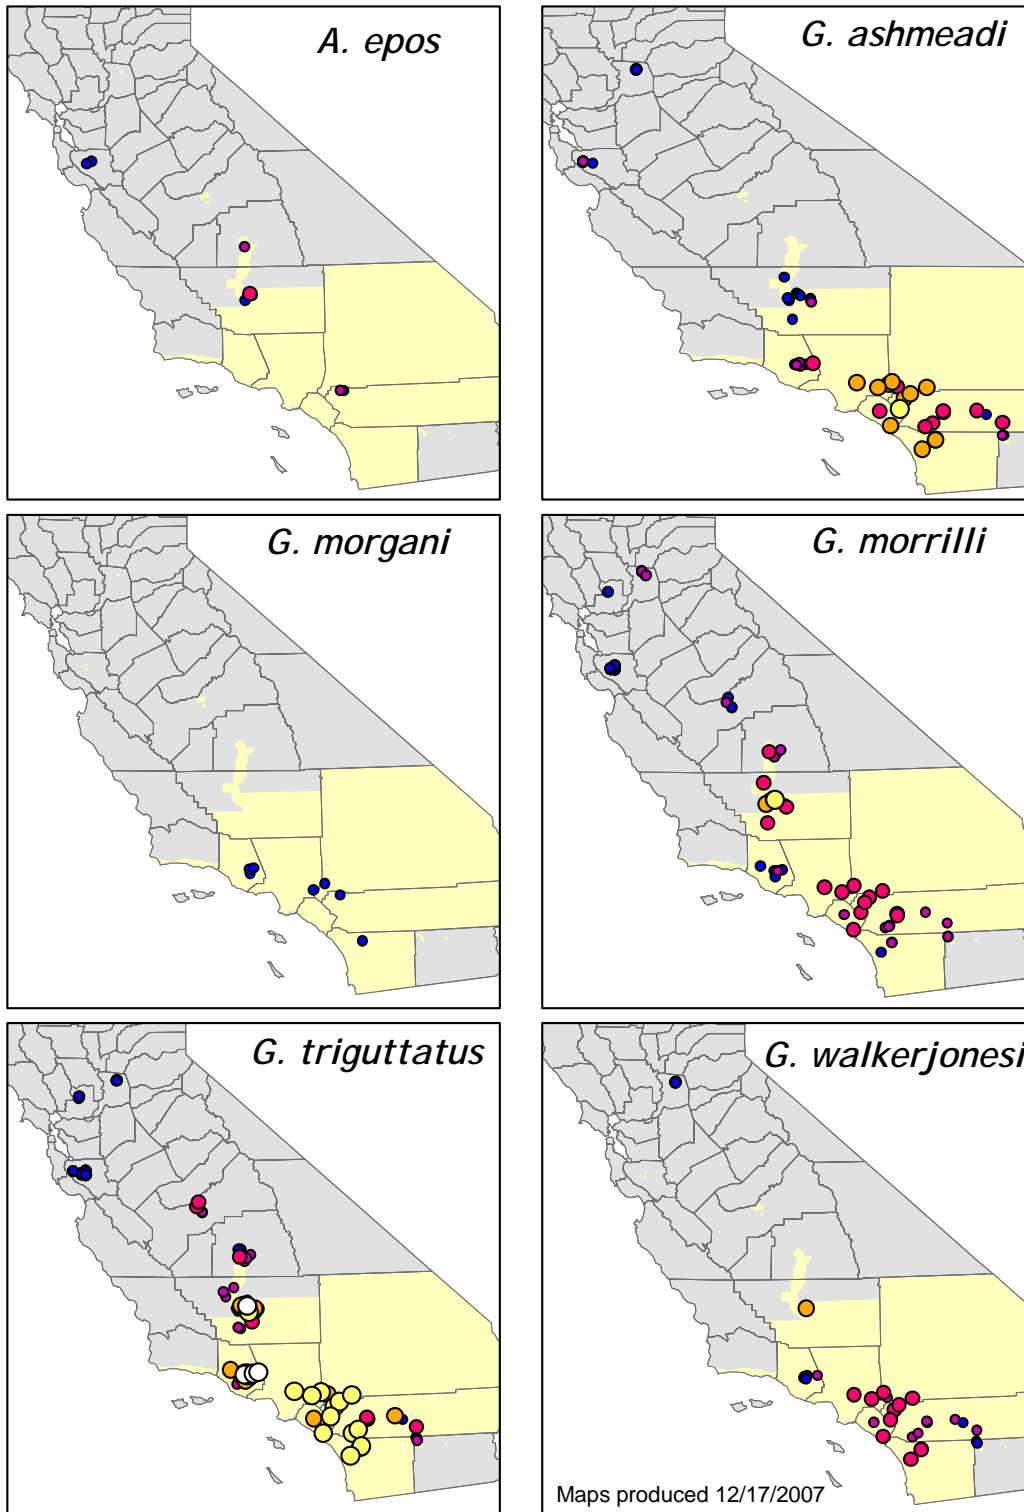 A. epos
G. ashmeadi
G. morgani
G. morrilli
G. triguttatus
G. walkerjonesi
Maps produced 12/17/2007